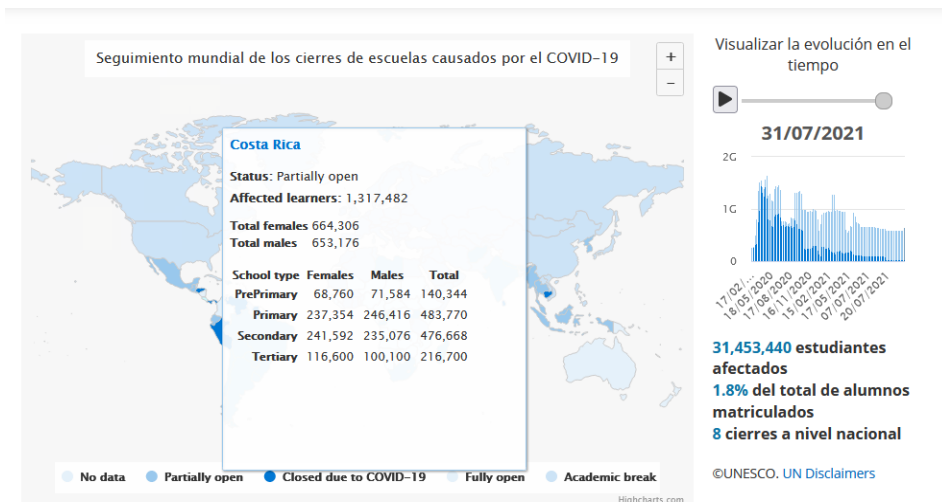 Seguimiento mundial de los cierres de escuelas causados por el COVID-19
+
−
Costa Rica
Status: Partially open
Affected learners: 1,317,482
Total females 664,306
Total males 653,176
School type Females Males Total
PrePrimary 68,760 71,584 140,344
Primary 237,354 246,416 483,770
Secondary 241,592 235,076 476,668
Tertiary 116,600 100,100 216,700
No data Partially open Closed due to COVID-19 Fully open Academic break
Highcharts.com
Visualizar la evolución en el
tiempo
31/07/2021
2G
1G
0
17/02/...
18/05/2020
17/08/2020
16/11/2020
15/02/2021
17/05/2021
07/07/2021
20/07/2021
31,453,440 estudiantes
afectados
1.8% del total de alumnos
matriculados
8 cierres a nivel nacional
©UNESCO. UN Disclaimers